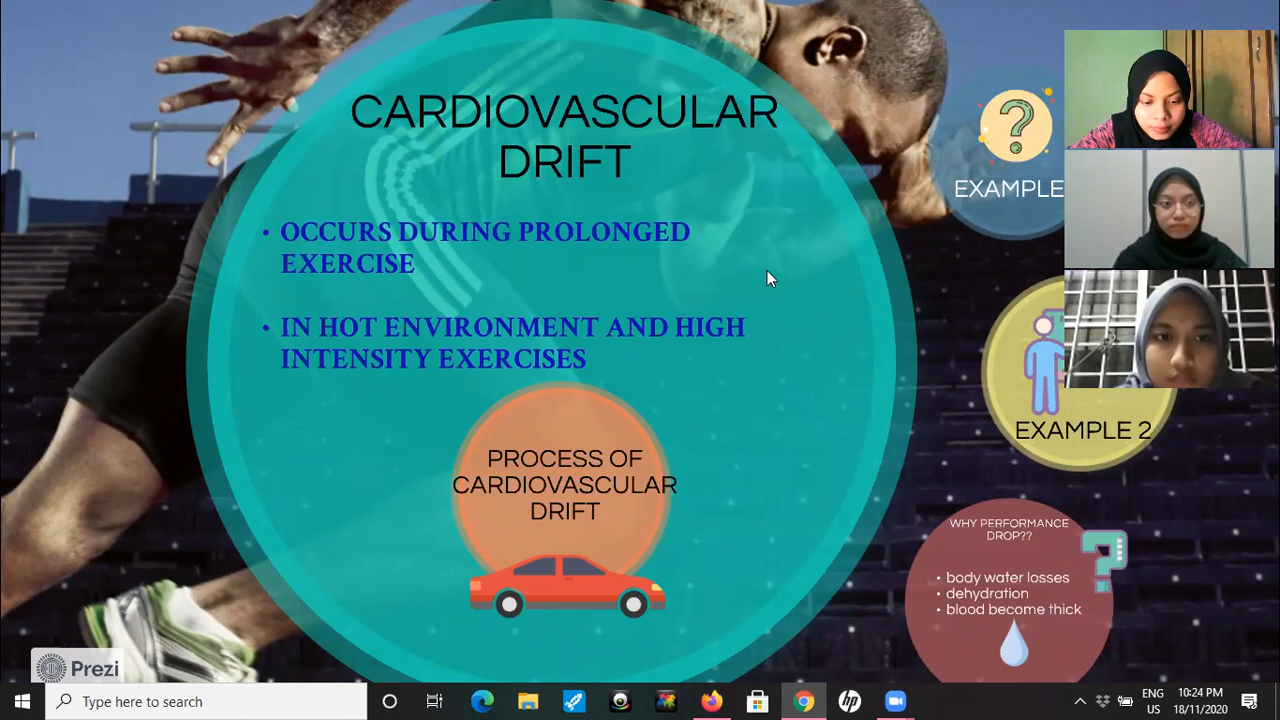 CARDIOVASCULAR
DRIFT
• OCCURS DURING PROLONGED
EXERCISE
• IN HOT ENVIRONMENT AND HIGH
INTENSITY EXERCISES
PROCESS OF
CARDIOVASCULAR
DRIFT
EXAMPLE
EXAMPLE 2
WHY PERFORMANCE
DROP??
• body water losses
• dehydration
• blood become thick
Prezi
Type here to search
hp
ENG
US
10:24 PM
18/11/2020